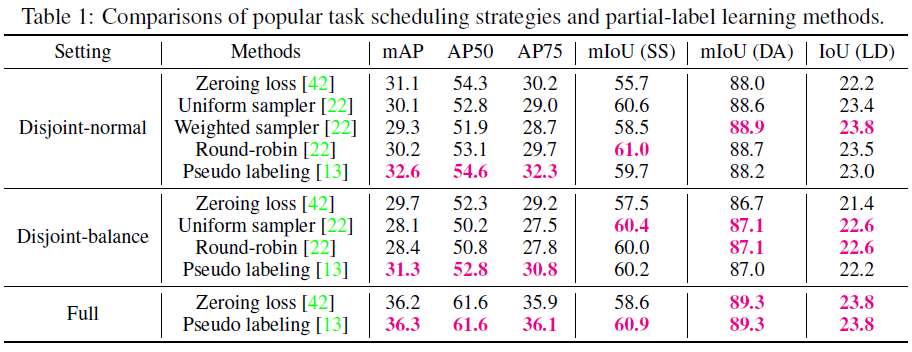 Table 1: Comparisons of popular task scheduling strategies and partial-label learning methods.
Setting Methods mAP AP50 AP75 mIoU (SS) mIoU (DA) IoU (LD)
Zeroing loss [42] 31.1 54.3 30.2 55.7 88.0 22.2
Uniform sampler [22] 30.1 52.8 29.0 60.6 88.6 23.4
Disjoint-normal Weighted sampler [22] 29.3 51.9 28.7 58.5 88.9 23.8
Round-robin [22] 30.2 53.1 29.7 61.0 88.7 23.5
Pseudo labeling [13] 32.6 54.6 32.3 59.7 88.2 23.0
Zeroing loss [42] 29.7 52.3 29.2 57.5 86.7 21.4
Disjoint-balance Uniform sampler [22] 28.1 50.2 27.5 60.4 87.1 22.6
Round-robin [22] 28.4 50.8 27.8 60.0 87.1 22.6
Pseudo labeling [13] 31.3 52.8 30.8 60.2 87.0 22.2
Full Zeroing loss [42] 36.2 61.6 35.9 58.6 89.3 23.8
Pseudo labeling [13] 36.3 61.6 36.1 60.9 89.3 23.8